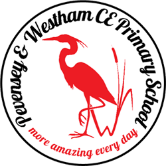 Pevensey & Westham CE Primary School
more amazing every day